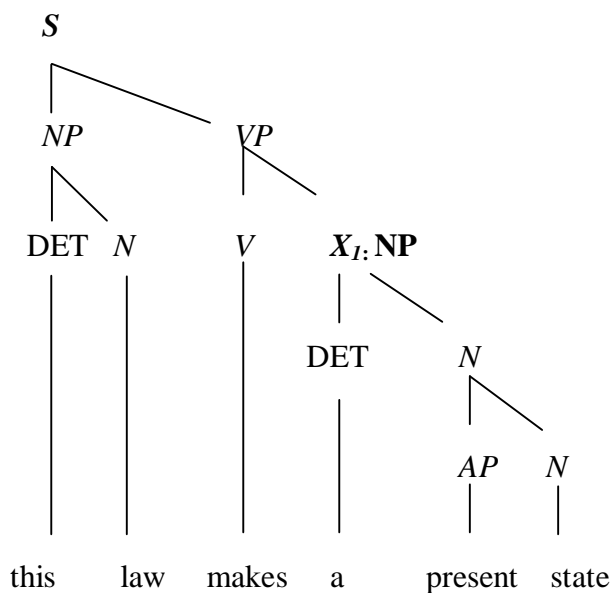 S
NP VP
DET N V X1: NP
DET N
AP N
this law makes a present state